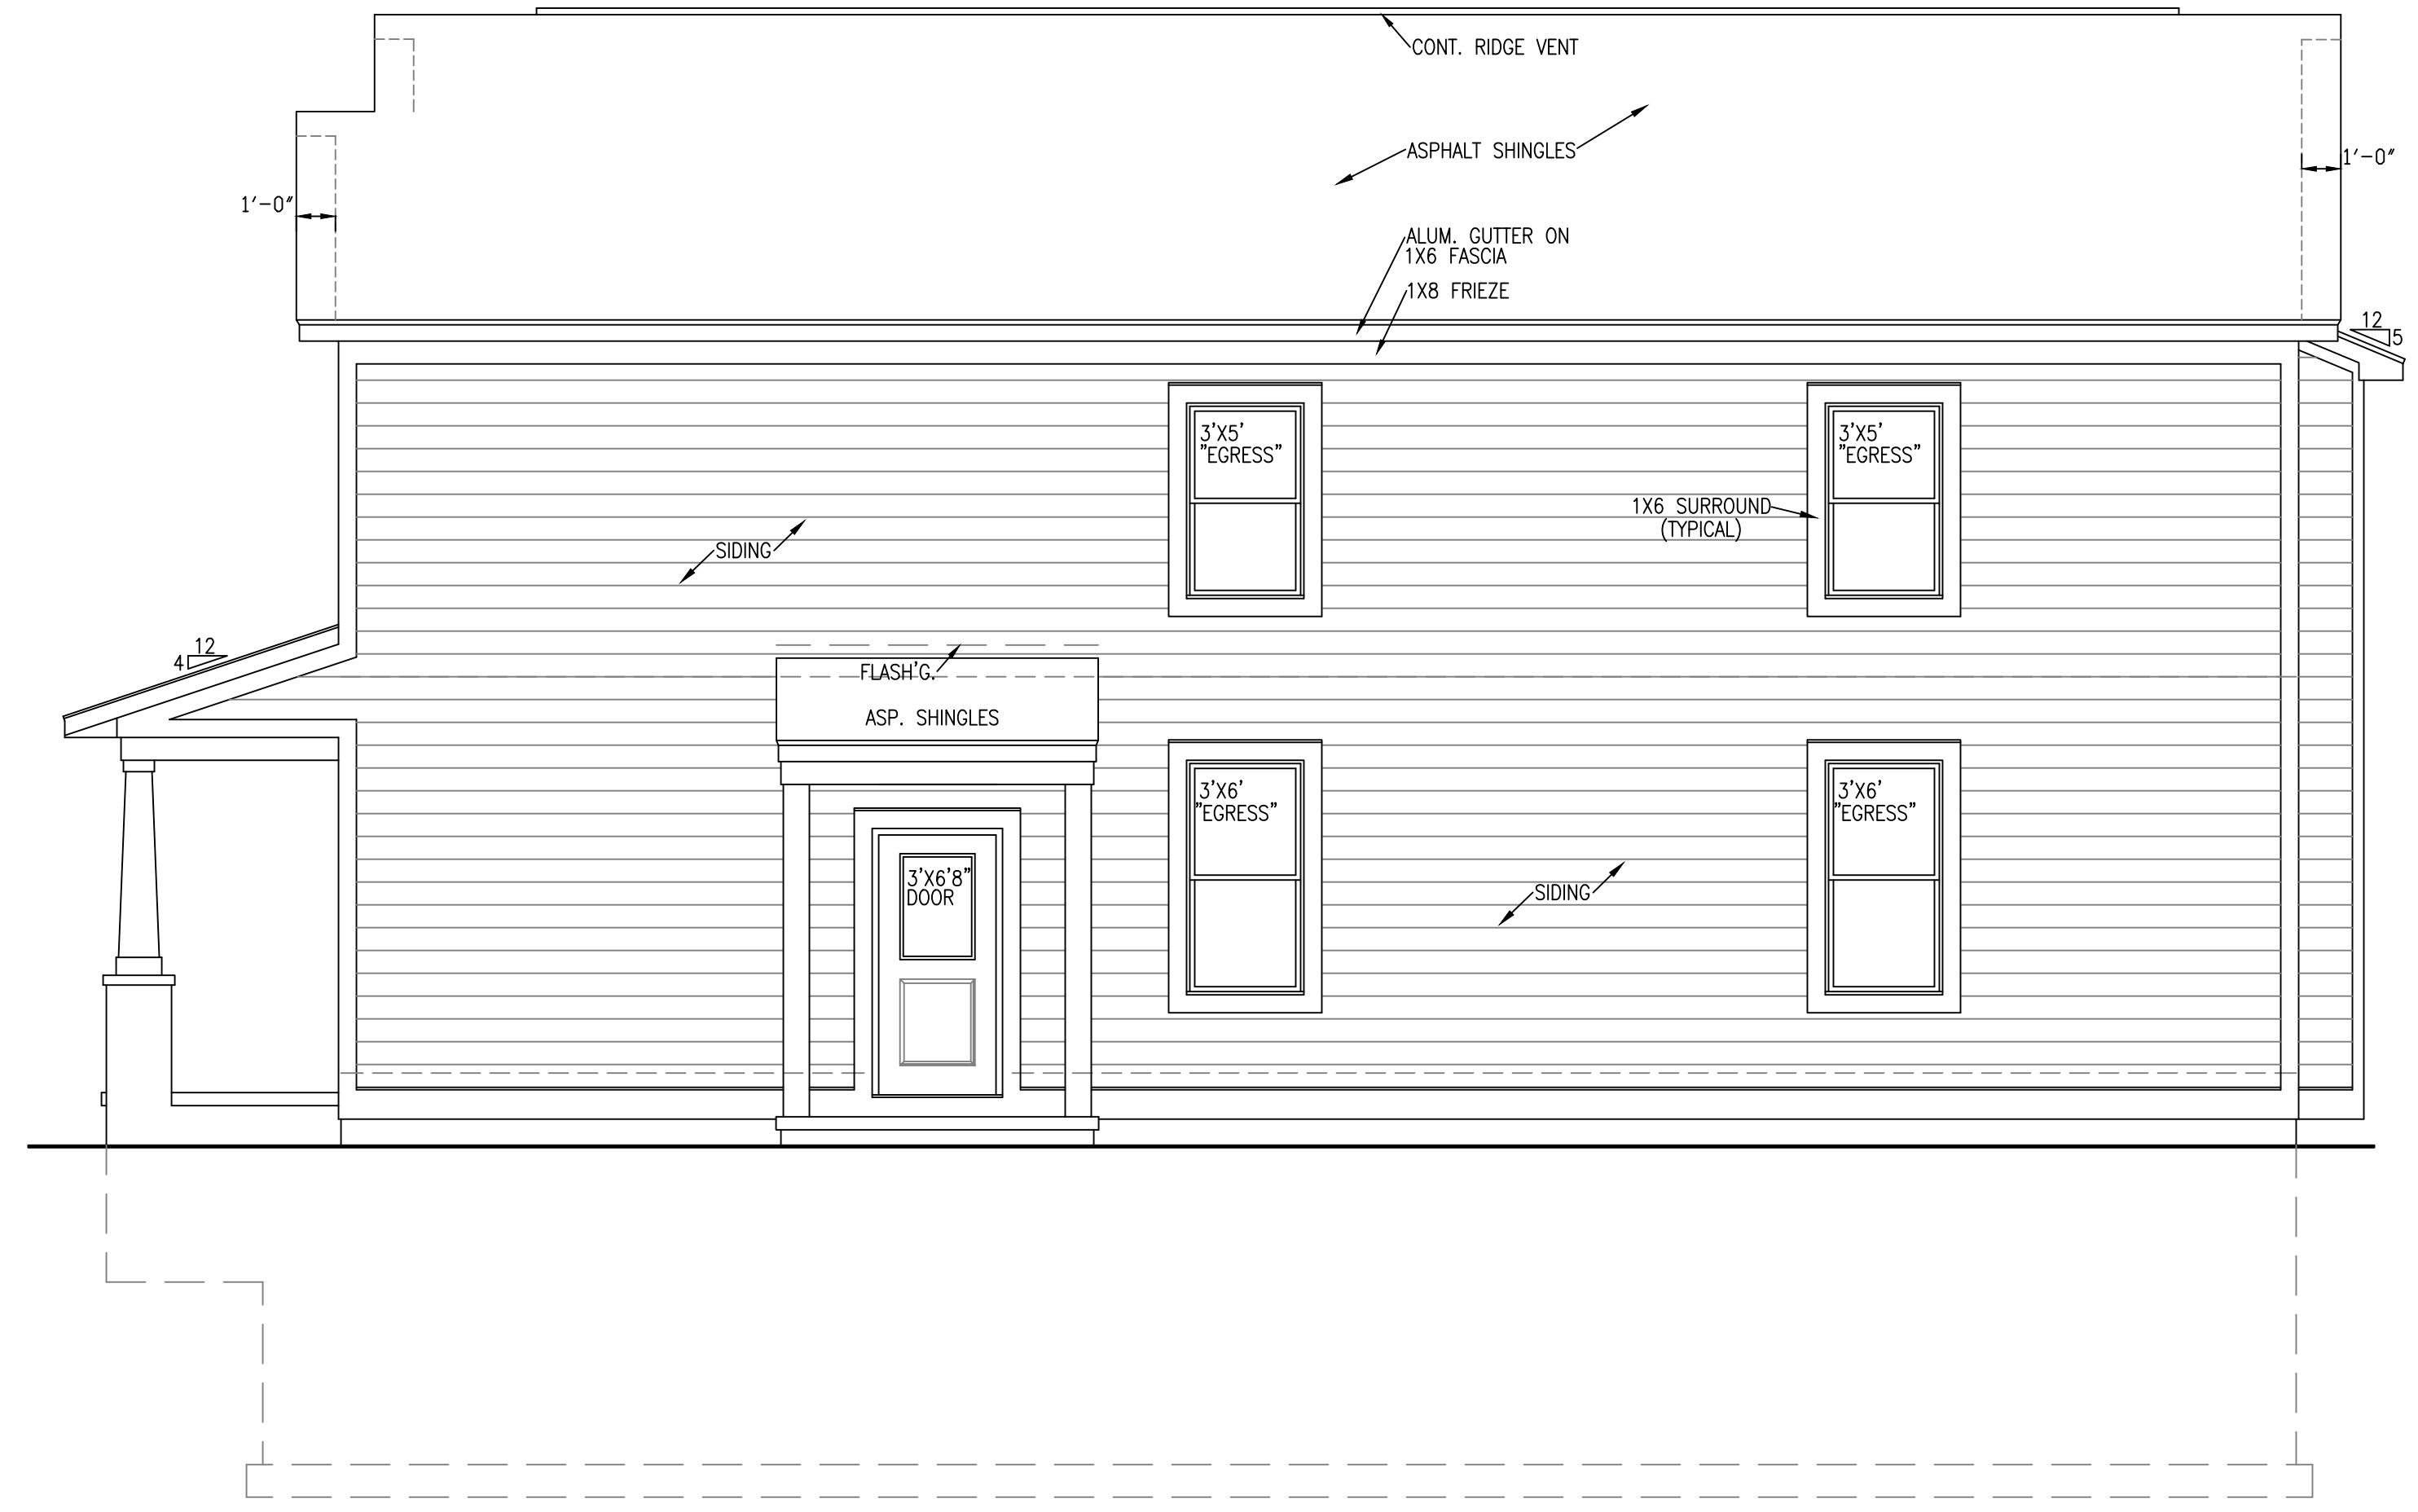 CONT. RIDGE VENT
ASPHALT SHINGLES
1'-0"
1'-0"
ALUM. GUTTER ON
1X6 FASCIA
1X8 FRIEZE
12
5
3'X5'
"EGRESS"
3'X5'
"EGRESS"
1X6 SURROUND
(TYPICAL)
SIDING
12
4
FLASH'G.
ASP. SHINGLES
3'X6'
"EGRESS"
3'X6'
"EGRESS"
3'X6'8"
DOOR
SIDING